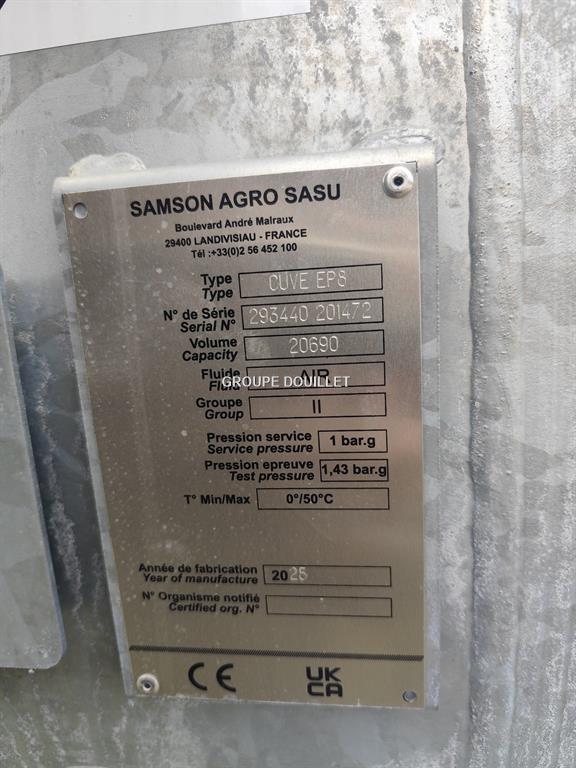 SAMSON AGRO SASU
Boulevard André Malraux
29400 LANDIVISIAU - FRANCE
Tél :+33(0)2 56 452 100
Type CUVE EP8
Type
N° de Série 293440 201472
Serial N°
Volume 20690
Capacity
Fluide AIR
Fluid
GROUPE DOUILLET
Groupe II
Group
Pression service 1 bar.g
Service pressure
Pression epreuve 1,43 bar.g
Test pressure
T° Min/Max 0°/50°C
Année de fabrication 2025
Year of manufacture
N° Organisme notifié
Certified org. N°
CE UK
CA